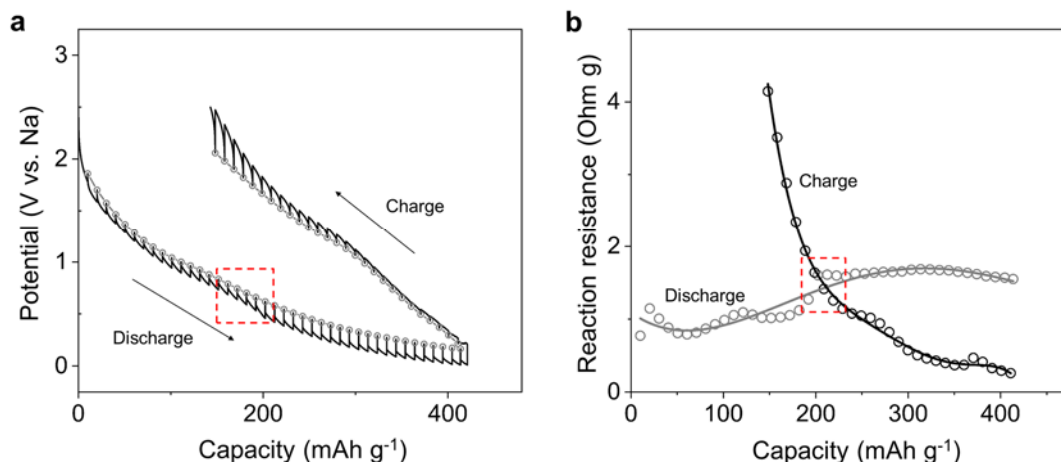 a
3
2
1
0
Potential (V vs. Na)
Charge
Discharge
0
200
400
Capacity (mAh g⁻¹)
b
4
2
0
Reaction resistance (Ohm g)
Charge
Discharge
0
100
200
300
400
Capacity (mAh g⁻¹)